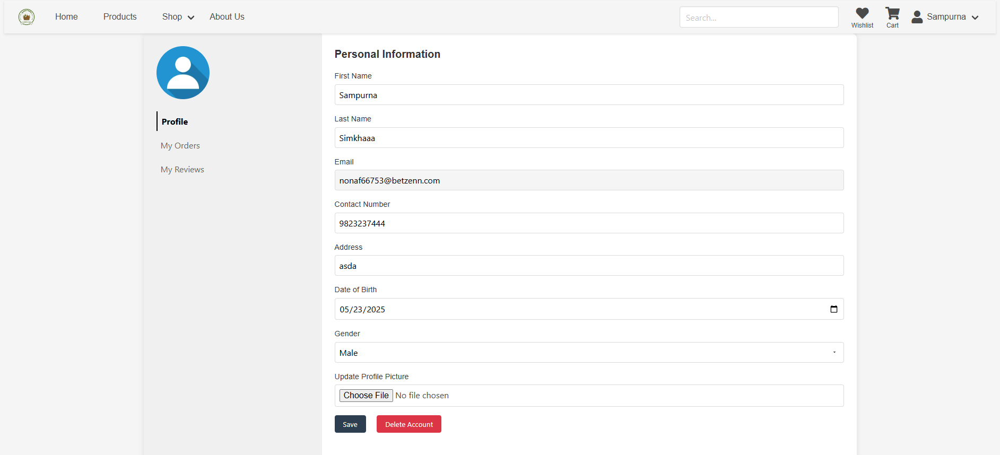 Home Products Shop About Us Search... Wishlist Cart Sampurna
Profile
My Orders
My Reviews
Personal Information
First Name
Sampurna
Last Name
Simkhaaa
Email
nonaf66753@betzenn.com
Contact Number
9823237444
Address
asda
Date of Birth
05/23/2025
Gender
Male
Update Profile Picture
Choose File No file chosen
Save Delete Account